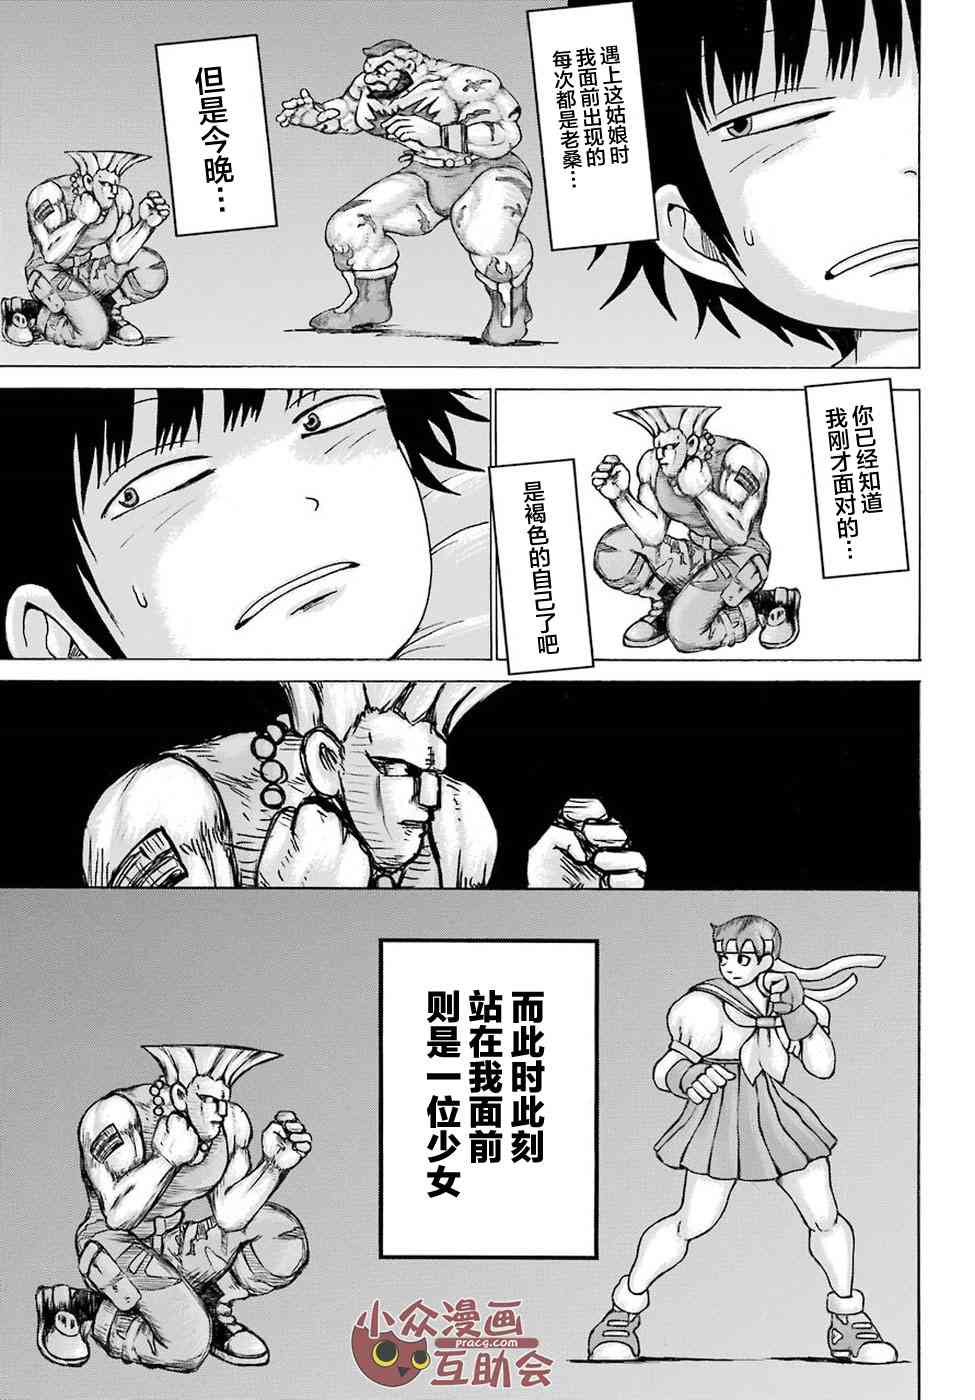 遇上这姑娘时
我面前出现的
每次都是老桑…
但是今晚…
你已经知道
我刚才面对的…
是褐色的自己了吧
而此时此刻
站在我面前
则是一位少女
小众漫画
pracg.com
互助会